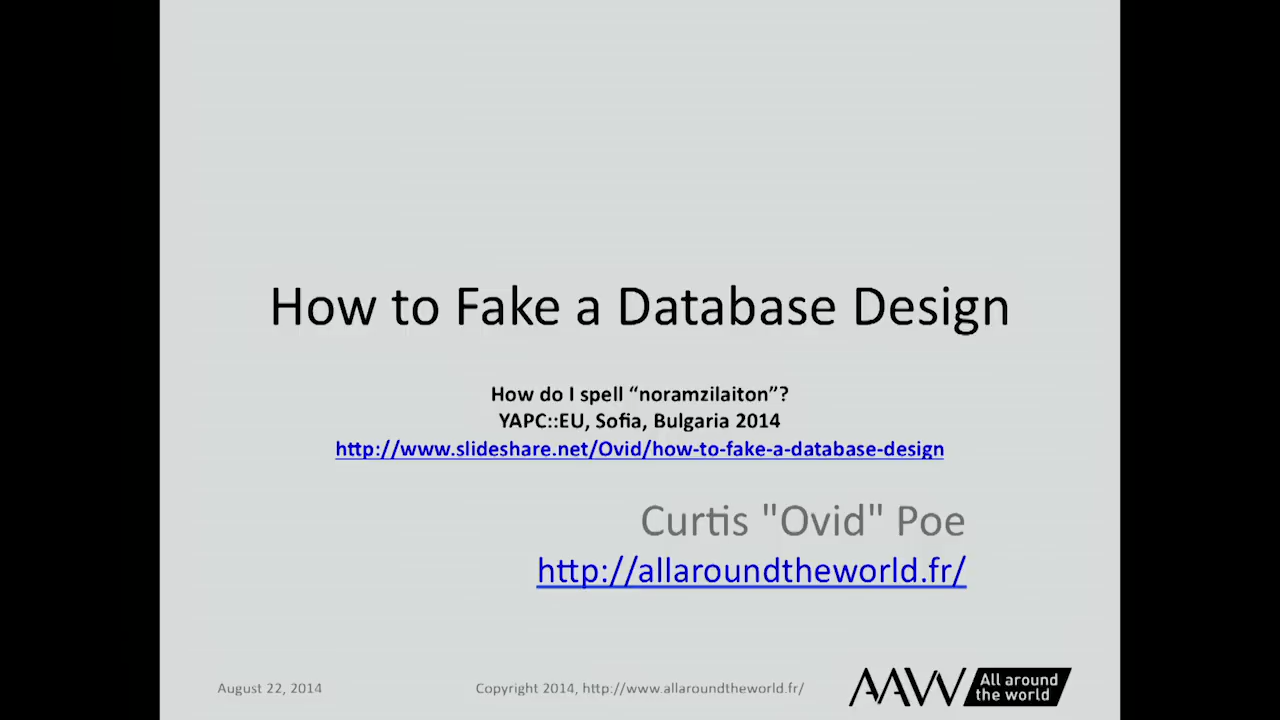 How to Fake a Database Design
How do I spell “noramzilaiton”?
YAPC::EU, Sofia, Bulgaria 2014
http://www.slideshare.net/Ovid/how-to-fake-a-database-design
Curtis "Ovid" Poe
http://allaroundtheworld.fr/
August 22, 2014
Copyright 2014, http://www.allaroundtheworld.fr/
AAW All around
the world